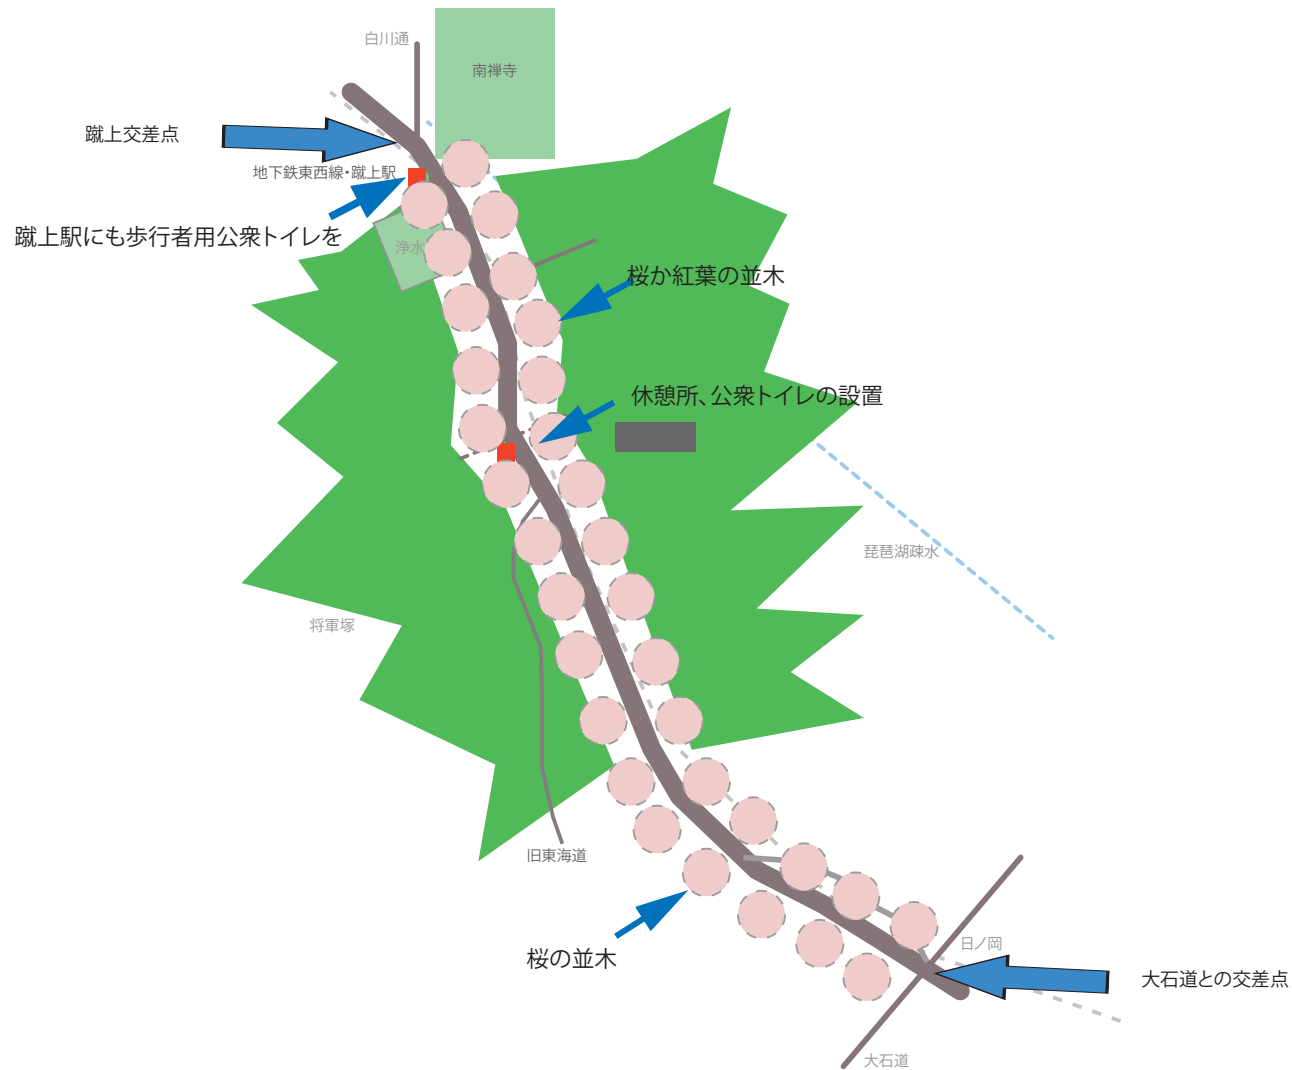 白川通
南禅寺
蹴上交差点
地下鉄東西線・蹴上駅
蹴上駅にも歩行者用公衆トイレを
浄水
桜か紅葉の並木
休憩所、公衆トイレの設置
琵琶湖疎水
将軍塚
旧東海道
桜の並木
日ノ岡
大石道との交差点
大石道